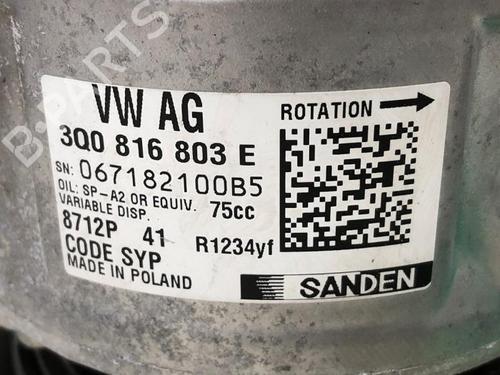 VW AG
ROTATION
3Q0 816 803 E
SN: 067182100B5
OIL: SP-A2 OR EQUIV. 75cc
VARIABLE DISP.
8712P 41 R1234yf
CODE SYP
MADE IN POLAND
SANDEN
B-PARTS